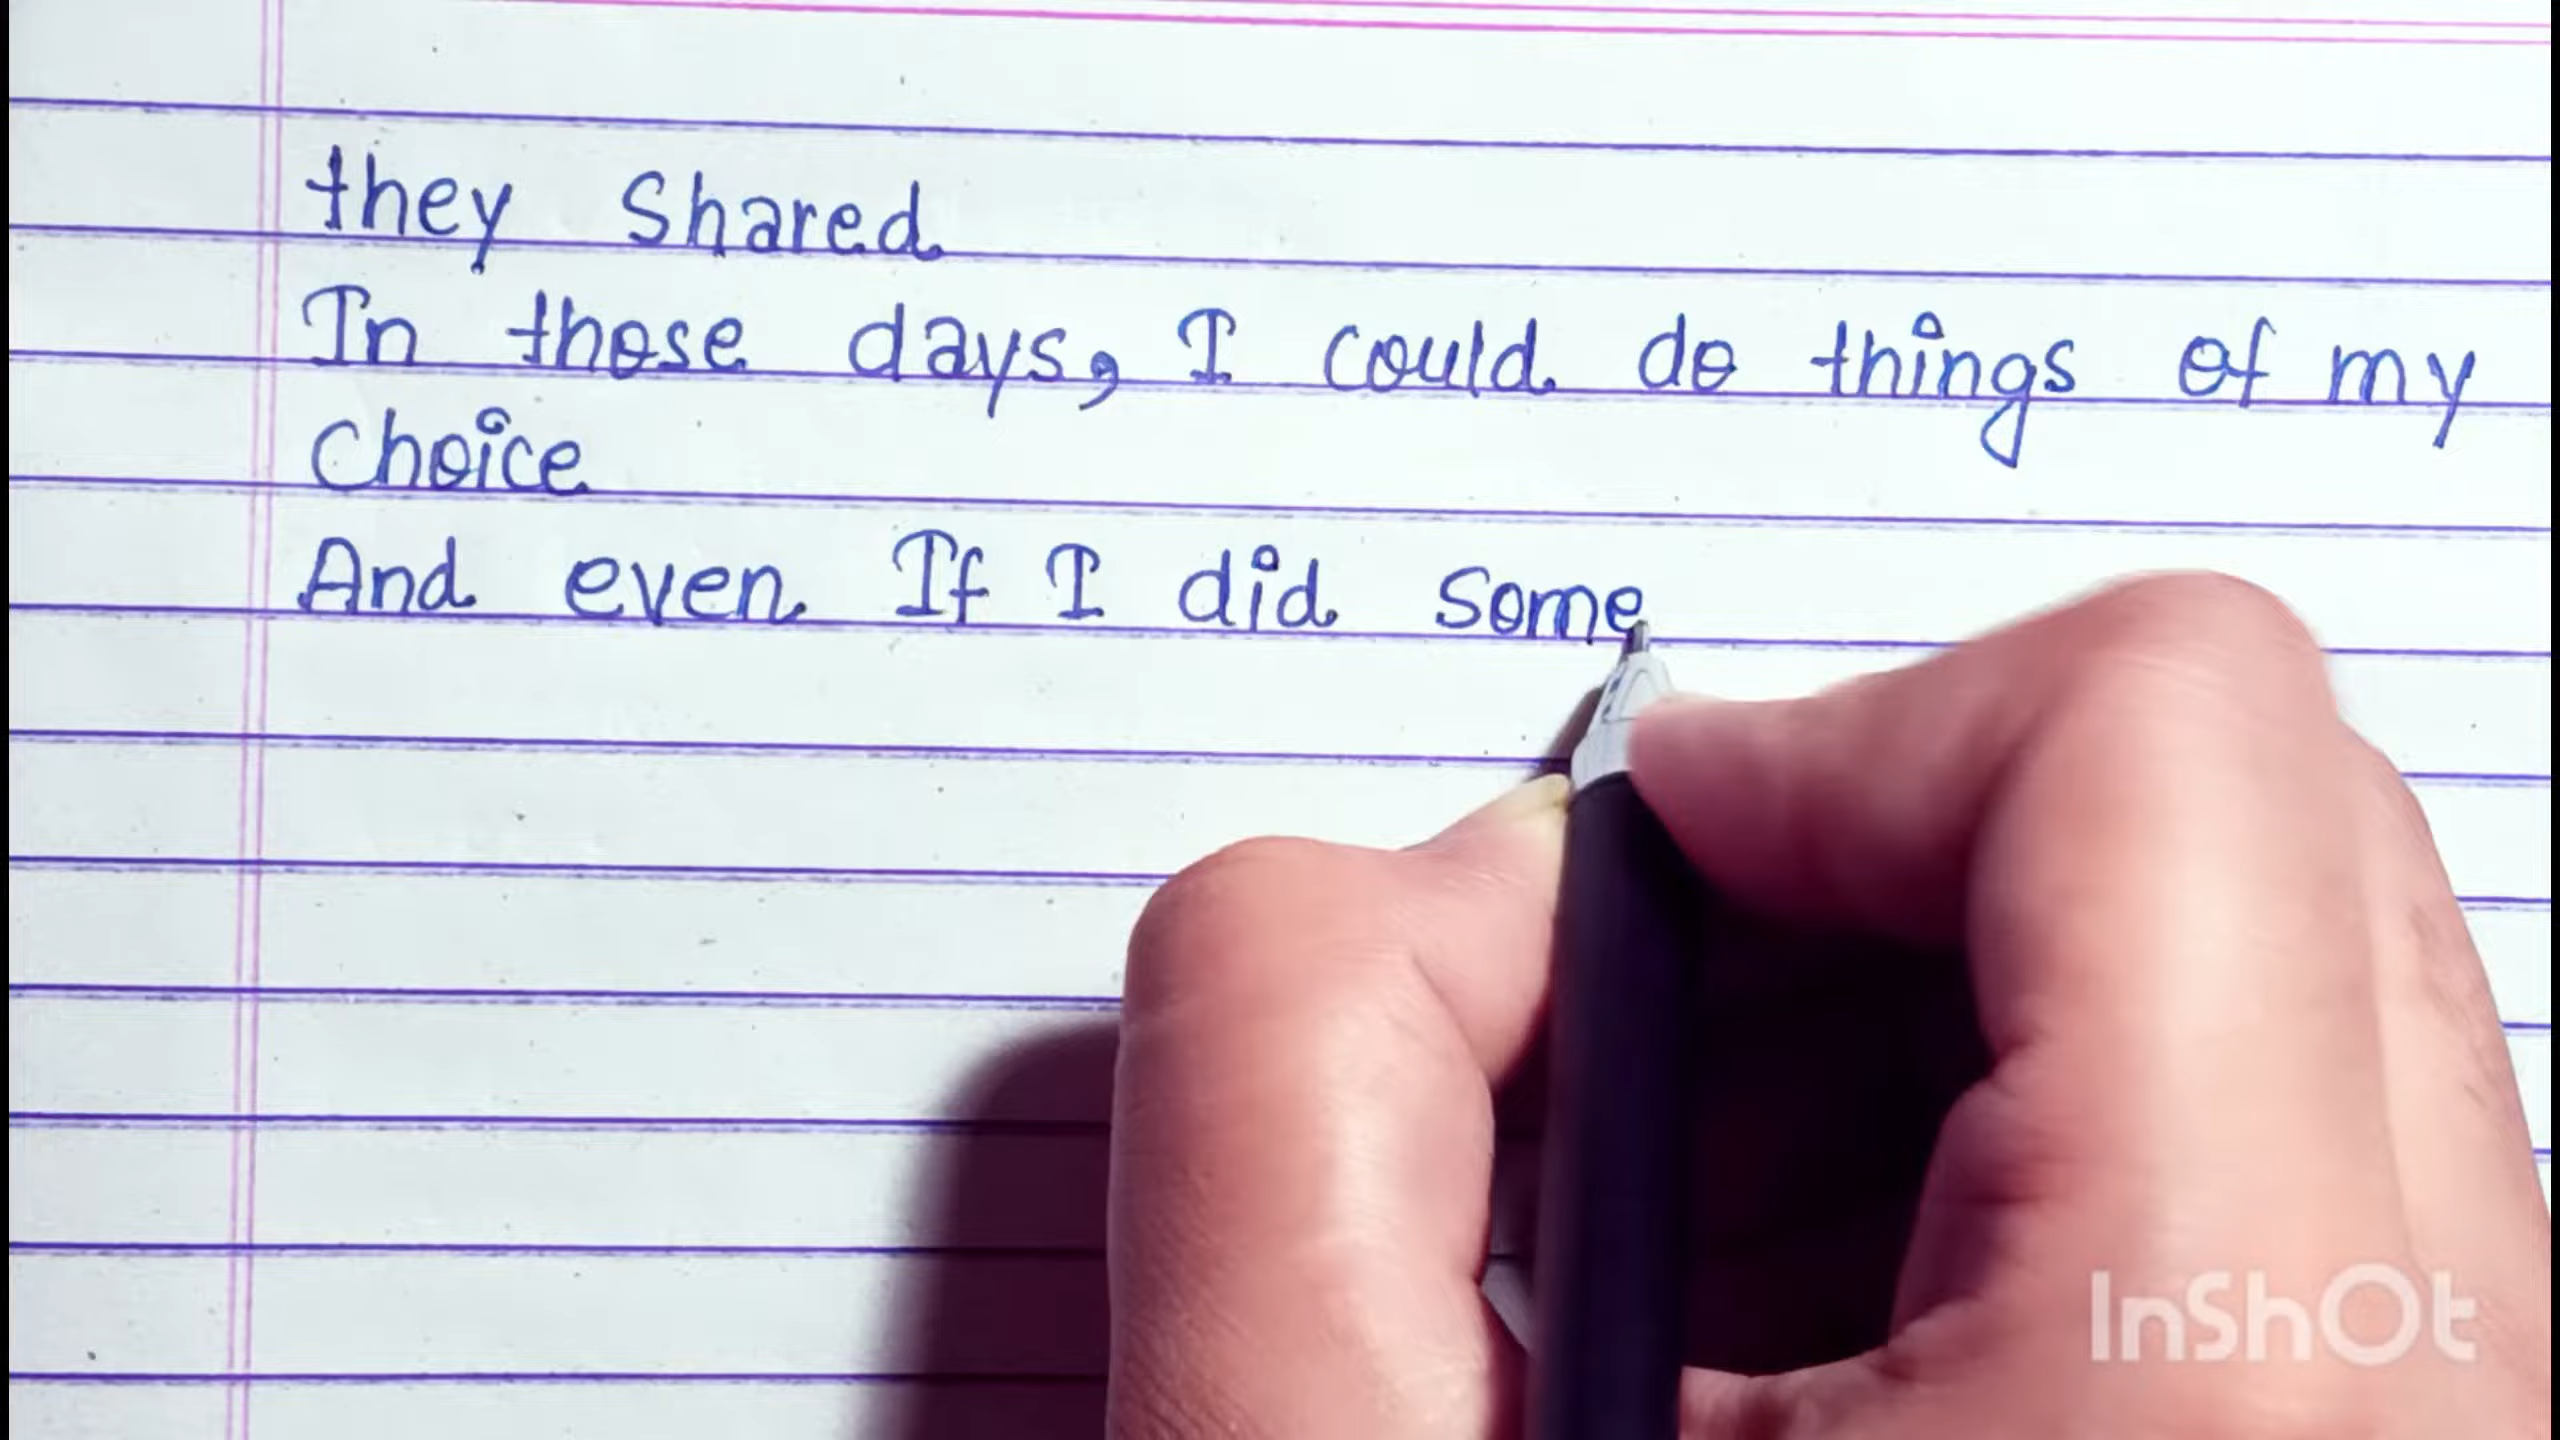 they shared
In those days, I could do things of my
choice
And even If I did some
InShOt